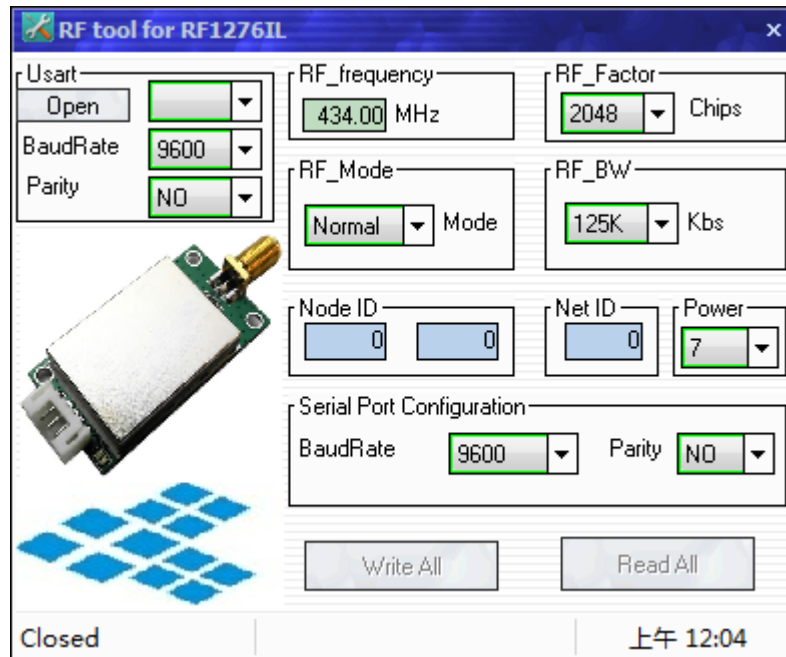 RF tool for RF1276IL
Usart
Open
BaudRate 9600
Parity NO
RF_frequency
434.00 MHz
RF_Factor
2048 Chips
RF_Mode
Normal Mode
RF_BW
125K Kbs
Node ID
0 0
Net ID
0
Power
7
Serial Port Configuration
BaudRate 9600 Parity NO
Write All Read All
Closed 上午 12:04